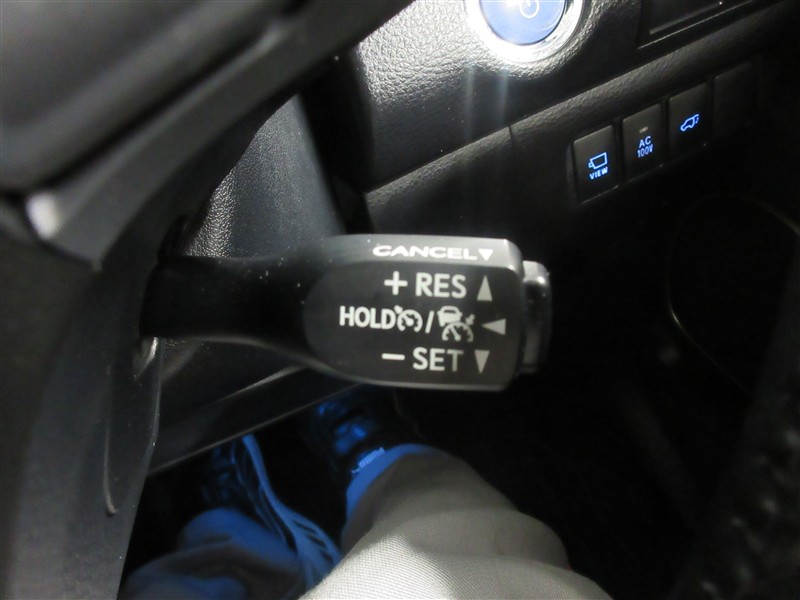 VIEW
AC
100V
CANCEL▼
+ RES ▲
HOLD / ◀
− SET ▼